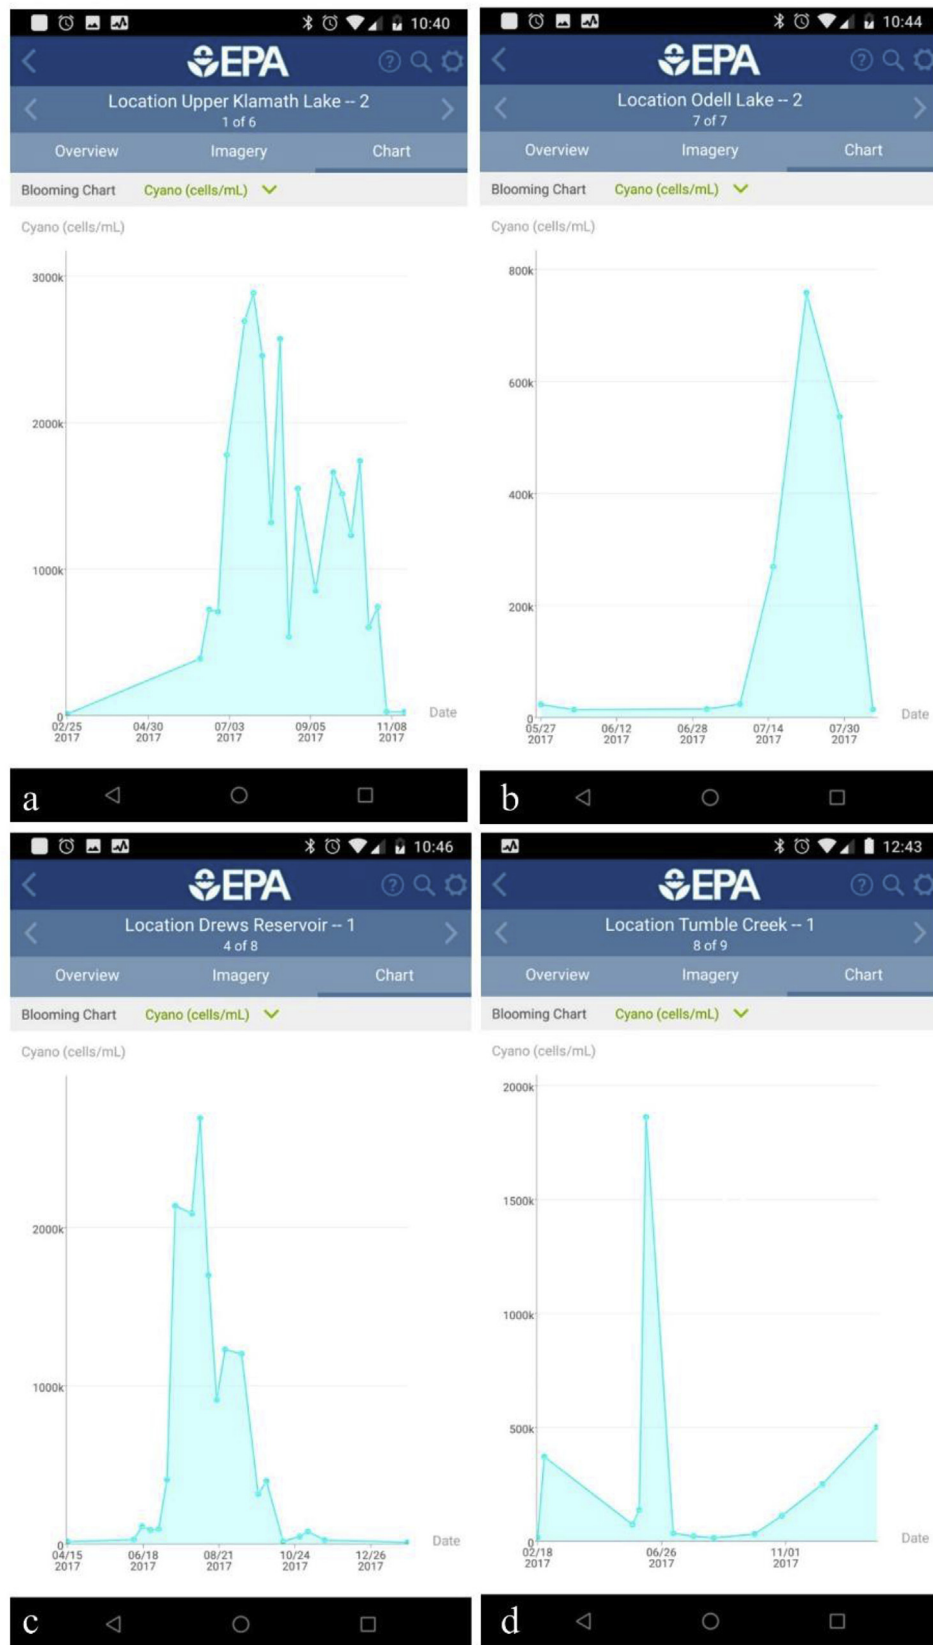 10:40
EPA
Location Upper Klamath Lake -- 2
1 of 6
Overview Imagery Chart
Blooming Chart Cyano (cells/mL)
Cyano (cells/mL)
3000k
2000k
1000k
0
02/25 04/30 07/03 09/05 11/08 Date
2017 2017 2017 2017 2017
a
10:44
EPA
Location Odell Lake -- 2
7 of 7
Overview Imagery Chart
Blooming Chart Cyano (cells/mL)
Cyano (cells/mL)
800k
600k
400k
200k
0
05/27 06/12 06/28 07/14 07/30 Date
2017 2017 2017 2017 2017
b
10:46
EPA
Location Drews Reservoir -- 1
4 of 8
Overview Imagery Chart
Blooming Chart Cyano (cells/mL)
Cyano (cells/mL)
2000k
1000k
0
04/15 06/18 08/21 10/24 12/26 Date
2017 2017 2017 2017 2017
c
12:43
EPA
Location Tumble Creek -- 1
8 of 9
Overview Imagery Chart
Blooming Chart Cyano (cells/mL)
Cyano (cells/mL)
2000k
1500k
1000k
500k
0
02/18 06/26 11/01 Date
2017 2017 2017
d